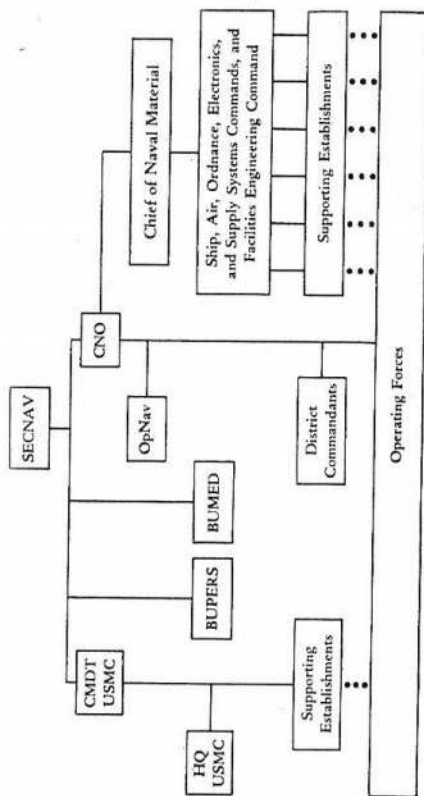 SECNAV
CMDT
USMC
BUPERS
BUMED
CNO
HQ
USMC
OpNav
Chief of Naval Material
Ship, Air, Ordnance, Electronics,
and Supply Systems Commands, and
Facilities Engineering Command
Supporting
Establishments
District
Commandants
Supporting Establishments
Operating Forces